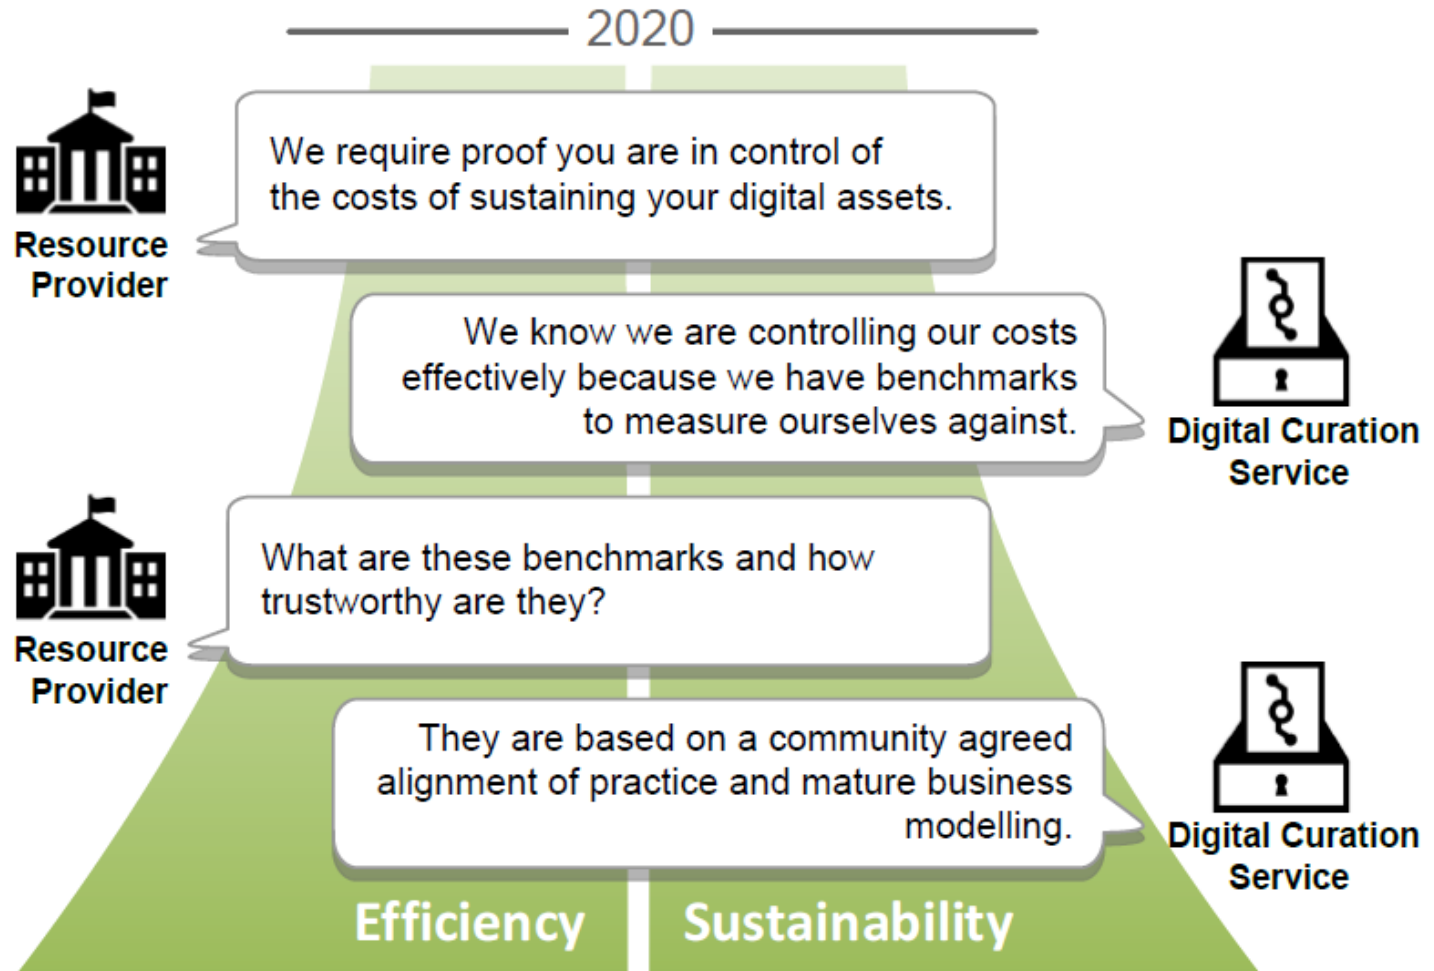 2020
We require proof you are in control of
the costs of sustaining your digital assets.
Resource
Provider
We know we are controlling our costs
effectively because we have benchmarks
to measure ourselves against.
Digital Curation
Service
What are these benchmarks and how
trustworthy are they?
Resource
Provider
They are based on a community agreed
alignment of practice and mature business
modelling.
Digital Curation
Service
Efficiency
Sustainability